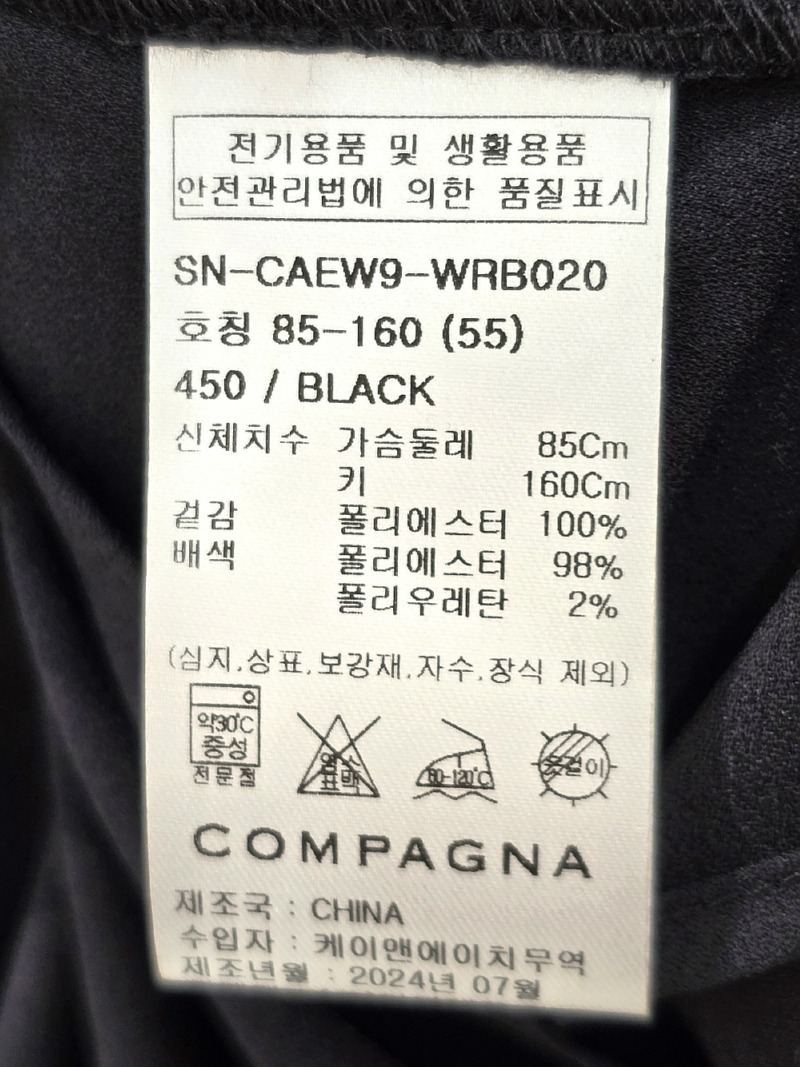 전기용품 및 생활용품
안전관리법에 의한 품질표시
SN-CAEW9-WRB020
호칭 85-160 (55)
450 / BLACK
신체치수 가슴둘레 85Cm
키 160Cm
겉감 폴리에스터 100%
배색 폴리에스터 98%
폴리우레탄 2%
(심지.상표.보강재.자수.장식 제외)
약30℃
중성
전문점
염소
표백
80-120℃
옷걸이
COMPAGNA
제조국 : CHINA
수입자 : 케이앤에이치무역
제조년월 : 2024년 07월